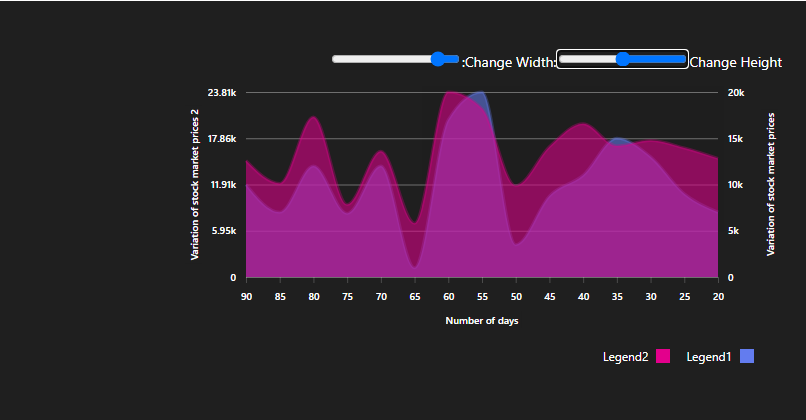 :Change Width: Change Height
23.81k
17.86k
11.91k
5.95k
0
Variation of stock market prices 2
20k
15k
10k
5k
0
Variation of stock market prices
90 85 80 75 70 65 60 55 50 45 40 35 30 25 20
Number of days
Legend2 Legend1